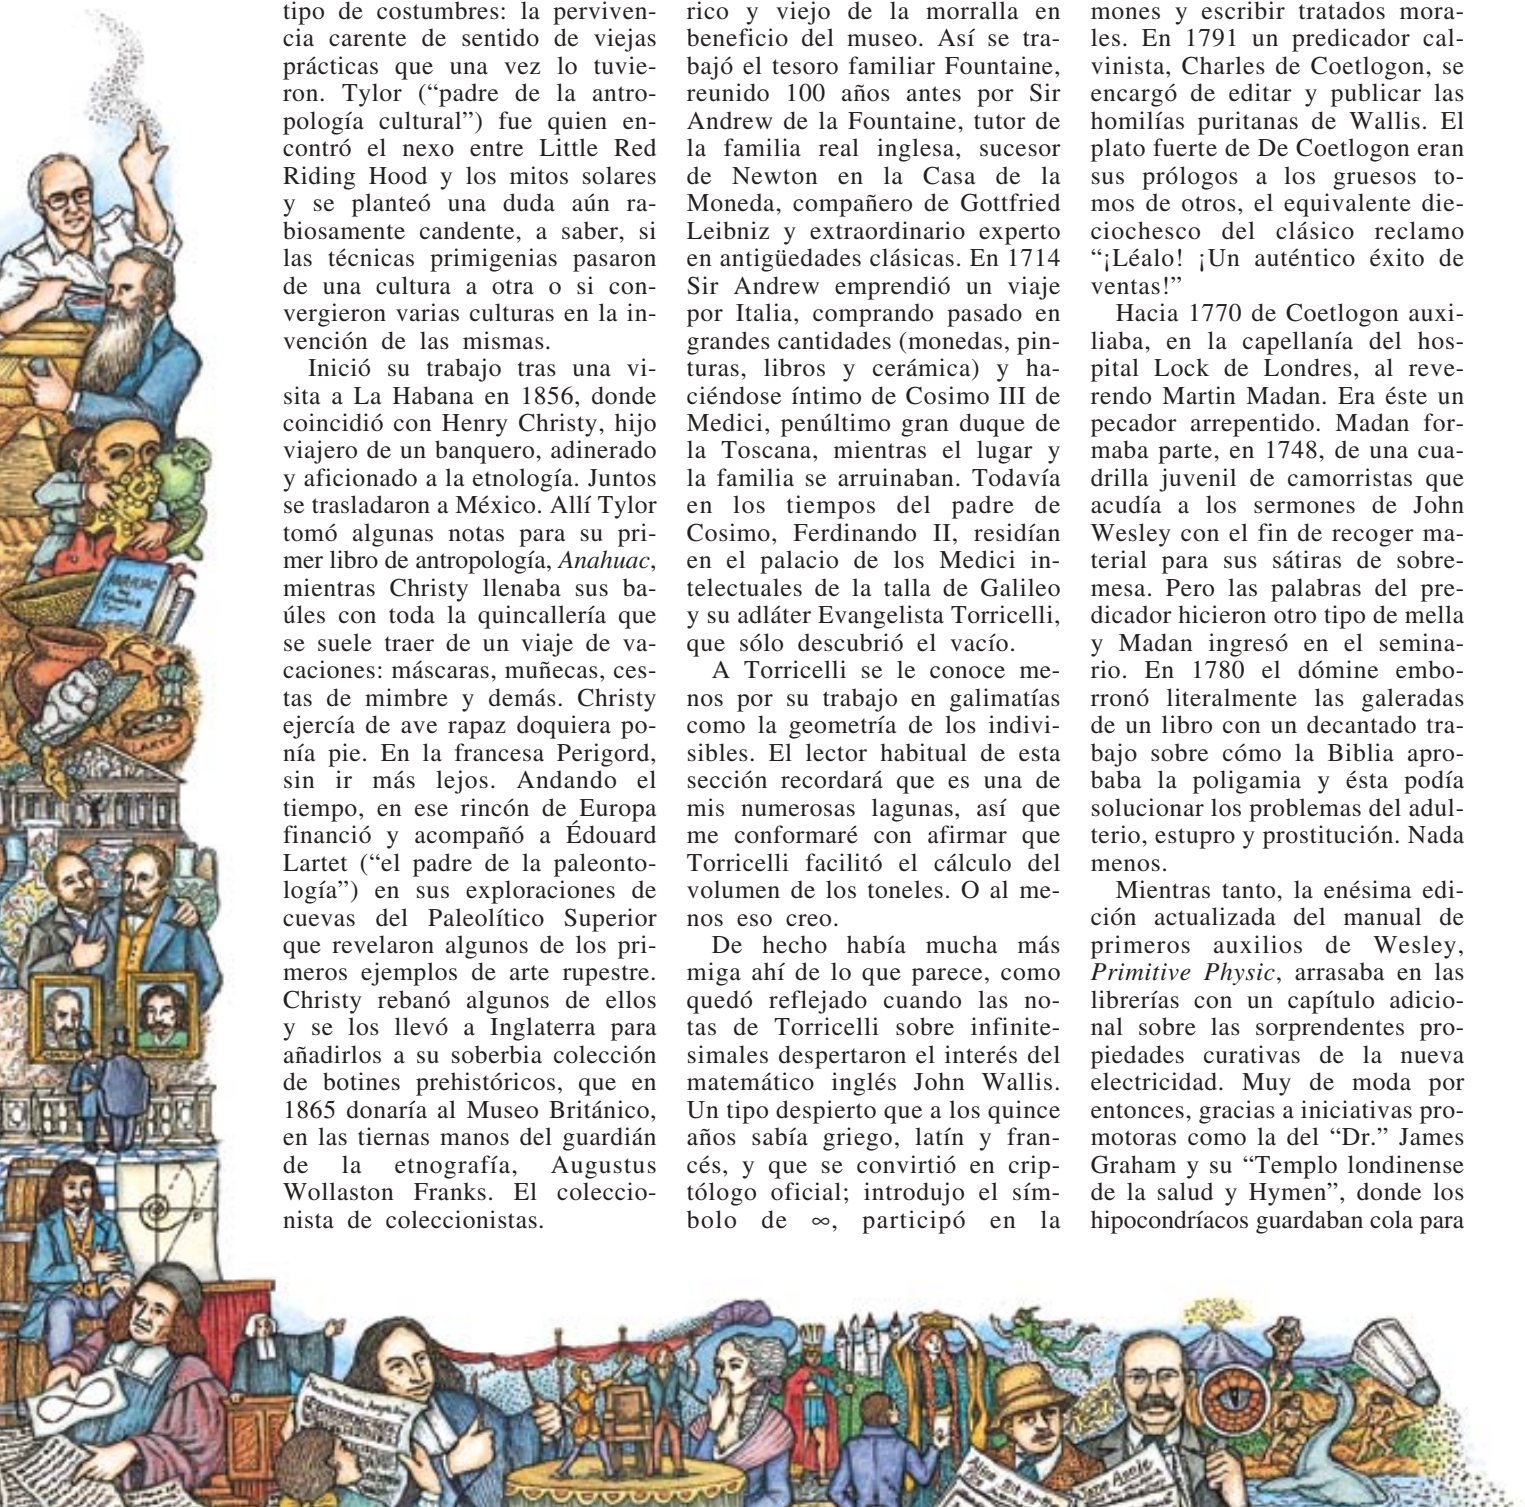 tipo de costumbres: la perviven-
cia carente de sentido de viejas
prácticas que una vez lo tuvie-
ron. Tylor (“padre de la antro-
pología cultural”) fue quien en-
contró el nexo entre Little Red
Riding Hood y los mitos solares
y se planteó una duda aún ra-
biosamente candente, a saber, si
las técnicas primigenias pasaron
de una cultura a otra o si con-
vergieron varias culturas en la in-
vención de las mismas.
Inició su trabajo tras una vi-
sita a La Habana en 1856, donde
coincidió con Henry Christy, hijo
viajero de un banquero, adinerado
y aficionado a la etnología. Juntos
se trasladaron a México. Allí Tylor
tomó algunas notas para su pri-
mer libro de antropología, Anahuac,
mientras Christy llenaba sus ba-
úles con toda la quincallería que
se suele traer de un viaje de va-
caciones: máscaras, muñecas, ces-
tas de mimbre y demás. Christy
ejercía de ave rapaz doquiera po-
nía pie. En la francesa Perigord,
sin ir más lejos. Andando el
tiempo, en ese rincón de Europa
financió y acompañó a Édouard
Lartet (“el padre de la paleonto-
logía”) en sus exploraciones de
cuevas del Paleolítico Superior
que revelaron algunos de los pri-
meros ejemplos de arte rupestre.
Christy rebanó algunos de ellos
y se los llevó a Inglaterra para
añadirlos a su soberbia colección
de botines prehistóricos, que en
1865 donaría al Museo Británico,
en las tiernas manos del guardián
de la etnografía, Augustus
Wollaston Franks. El coleccio-
nista de coleccionistas.
rico y viejo de la morralla en
beneficio del museo. Así se tra-
bajó el tesoro familiar Fountaine,
reunido 100 años antes por Sir
Andrew de la Fountaine, tutor de
la familia real inglesa, sucesor
de Newton en la Casa de la
Moneda, compañero de Gottfried
Leibniz y extraordinario experto
en antigüedades clásicas. En 1714
Sir Andrew emprendió un viaje
por Italia, comprando pasado en
grandes cantidades (monedas, pin-
turas, libros y cerámica) y ha-
ciéndose íntimo de Cosimo III de
Medici, penúltimo gran duque de
la Toscana, mientras el lugar y
la familia se arruinaban. Todavía
en los tiempos del padre de
Cosimo, Ferdinando II, residían
en el palacio de los Medici in-
telectuales de la talla de Galileo
y su adláter Evangelista Torricelli,
que sólo descubrió el vacío.
A Torricelli se le conoce me-
nos por su trabajo en galimatías
como la geometría de los indivi-
sibles. El lector habitual de esta
sección recordará que es una de
mis numerosas lagunas, así que
me conformaré con afirmar que
Torricelli facilitó el cálculo del
volumen de los toneles. O al me-
nos eso creo.
De hecho había mucha más
miga ahí de lo que parece, como
quedó reflejado cuando las no-
tas de Torricelli sobre infinite-
simales despertaron el interés del
matemático inglés John Wallis.
Un tipo despierto que a los quince
años sabía griego, latín y fran-
cés, y que se convirtió en crip-
tólogo oficial; introdujo el sím-
bolo de ∞, participó en la
mones y escribir tratados mora-
les. En 1791 un predicador cal-
vinista, Charles de Coetlogon, se
encargó de editar y publicar las
homilías puritanas de Wallis. El
plato fuerte de De Coetlogon eran
sus prólogos a los gruesos to-
mos de otros, el equivalente die-
ciochesco del clásico reclamo
“¡Léalo! ¡Un auténtico éxito de
ventas!”
Hacia 1770 de Coetlogon auxi-
liaba, en la capellanía del hos-
pital Lock de Londres, al reve-
rendo Martin Madan. Era éste un
pecador arrepentido. Madan for-
maba parte, en 1748, de una cua-
drilla juvenil de camorristas que
acudía a los sermones de John
Wesley con el fin de recoger ma-
terial para sus sátiras de sobre-
mesa. Pero las palabras del pre-
dicador hicieron otro tipo de mella
y Madan ingresó en el semina-
rio. En 1780 el dómine embo-
rronó literalmente las galeradas
de un libro con un decantado tra-
bajo sobre cómo la Biblia apro-
baba la poligamia y ésta podía
solucionar los problemas del adul-
terio, estupro y prostitución. Nada
menos.
Mientras tanto, la enésima edi-
ción actualizada del manual de
primeros auxilios de Wesley,
Primitive Physic, arrasaba en las
librerías con un capítulo adicio-
nal sobre las sorprendentes pro-
piedades curativas de la nueva
electricidad. Muy de moda por
entonces, gracias a iniciativas pro-
motoras como la del “Dr.” James
Graham y su “Templo londinense
de la salud y Hymen”, donde los
hipocondríacos guardaban cola para
ANAHUAC
LARTET